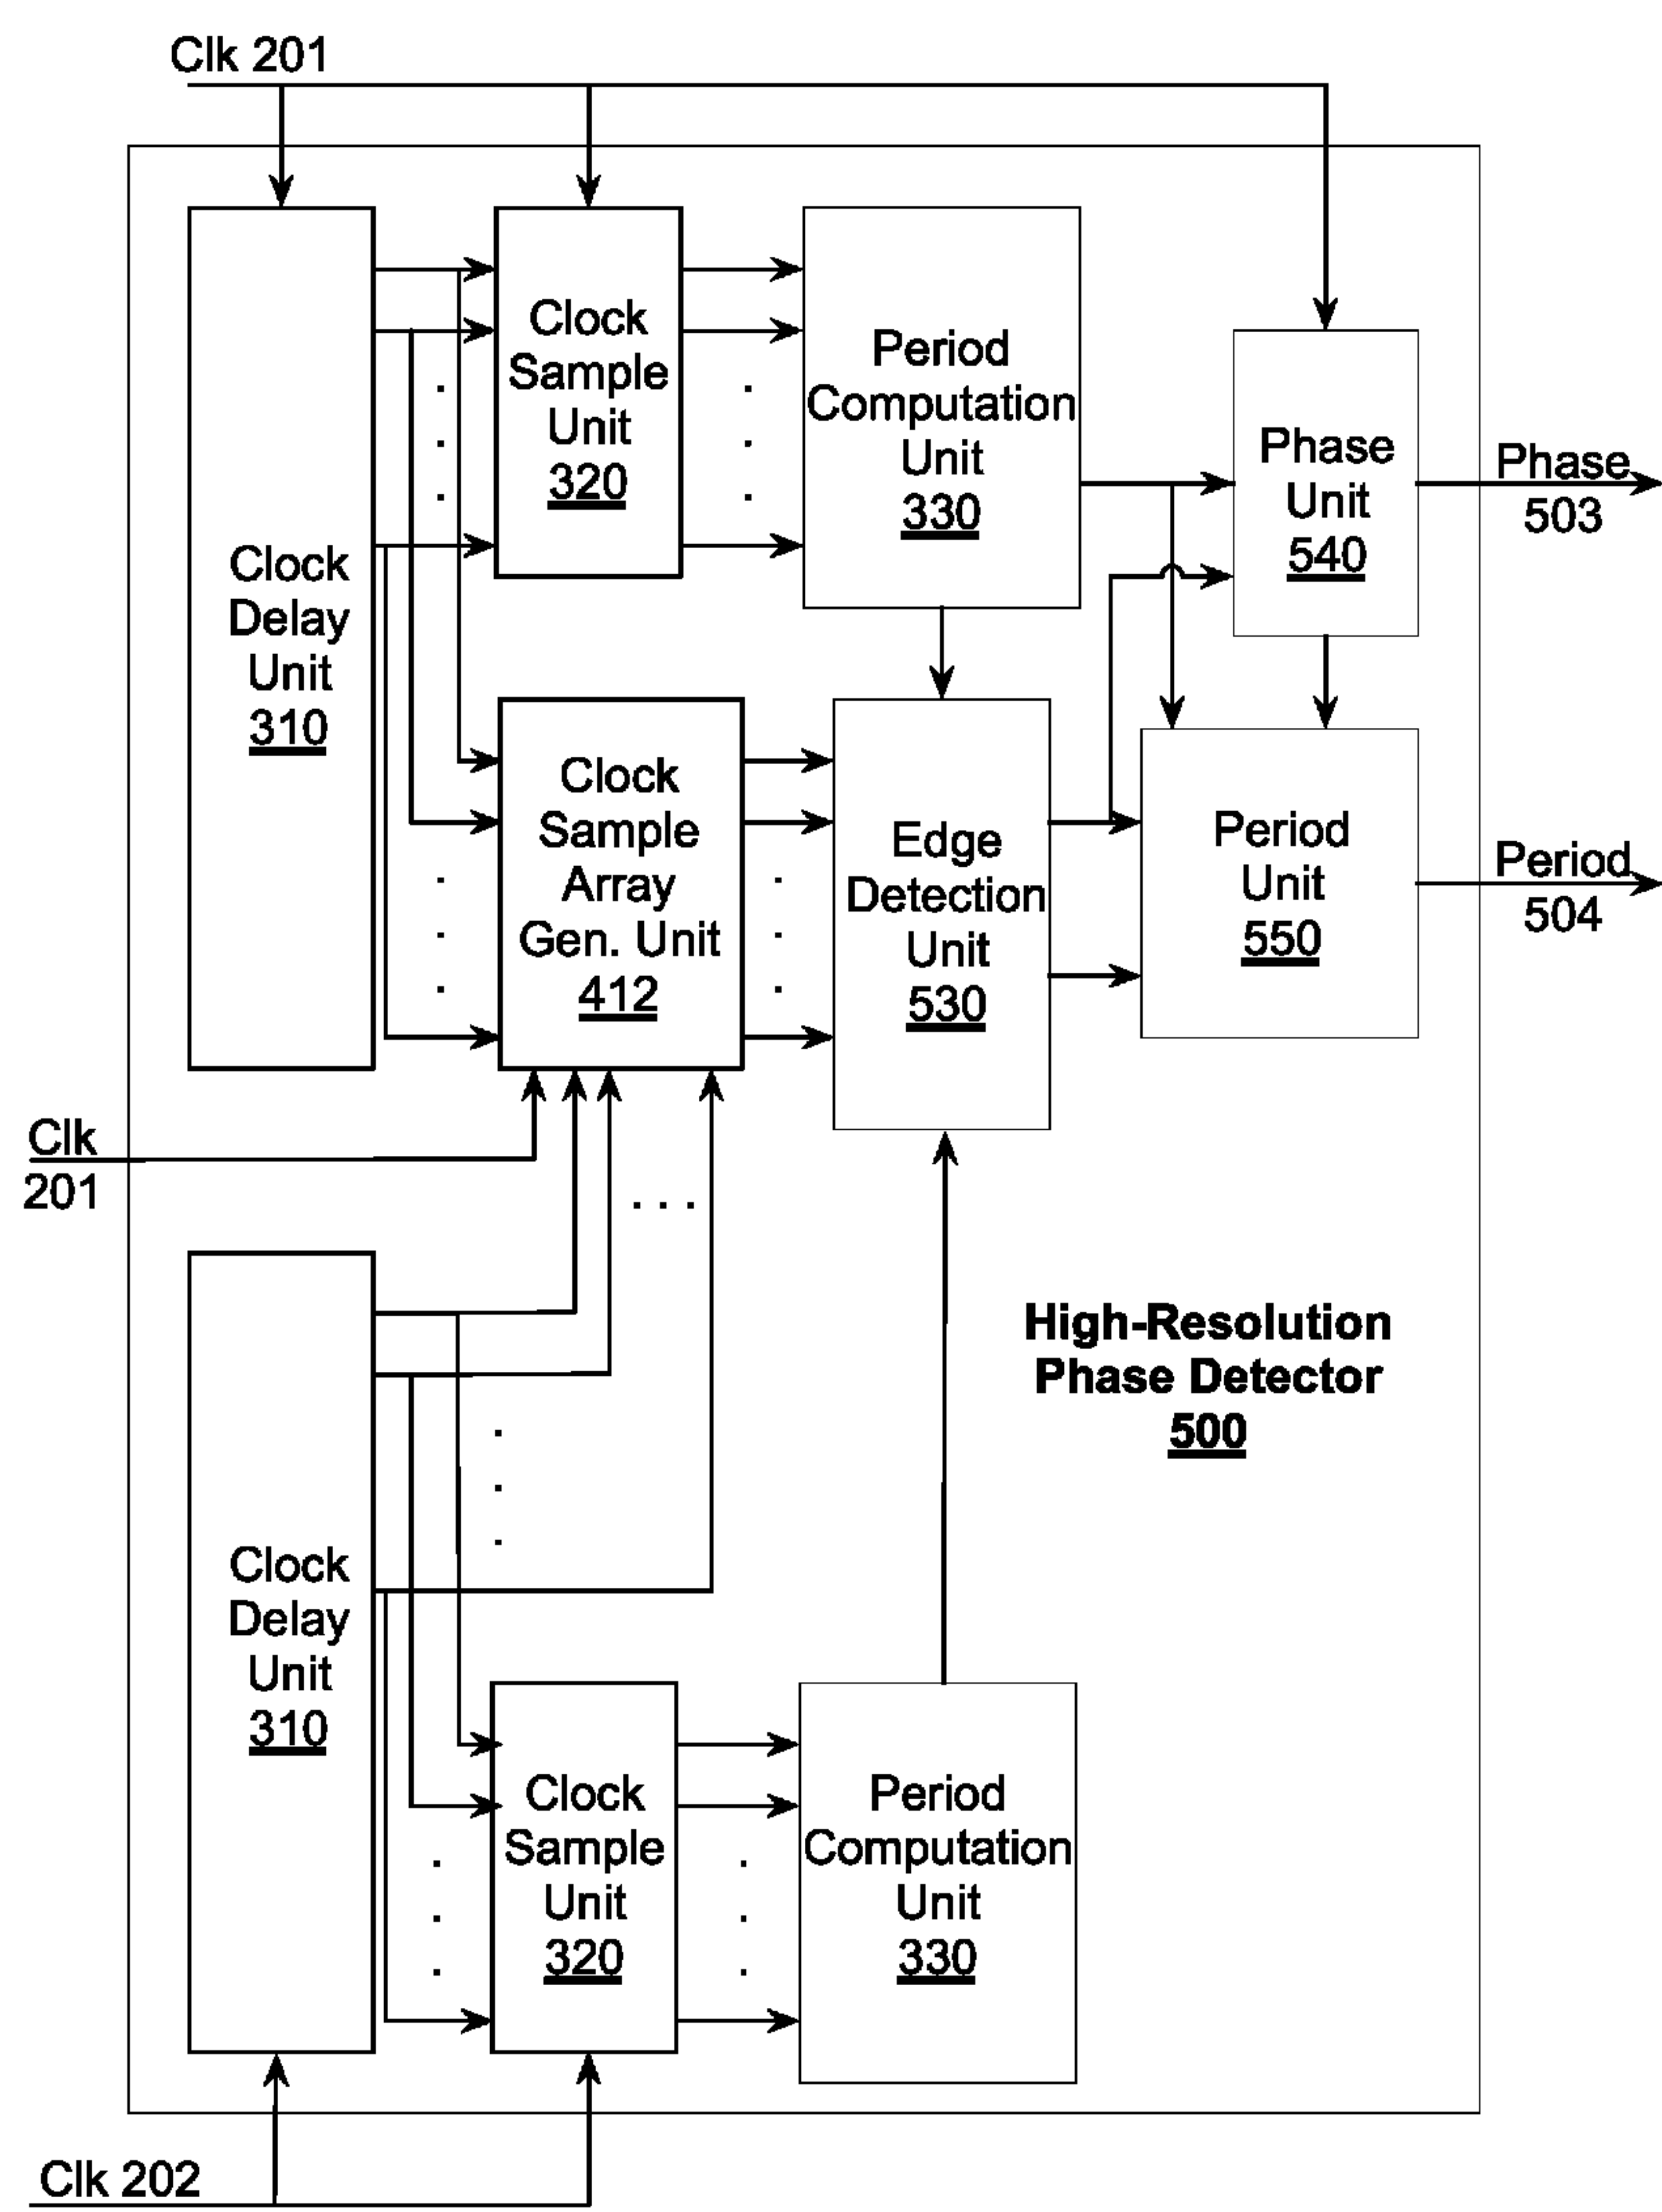 Clk 201
Clock
Delay
Unit
310
Clock
Sample
Unit
320
Period
Computation
Unit
330
Phase
Unit
540
Phase
503
Clock
Sample
Array
Gen. Unit
412
Edge
Detection
Unit
530
Period
Unit
550
Period
504
Clk
201
. . .
High-Resolution
Phase Detector
500
Clock
Delay
Unit
310
Clock
Sample
Unit
320
Period
Computation
Unit
330
Clk 202